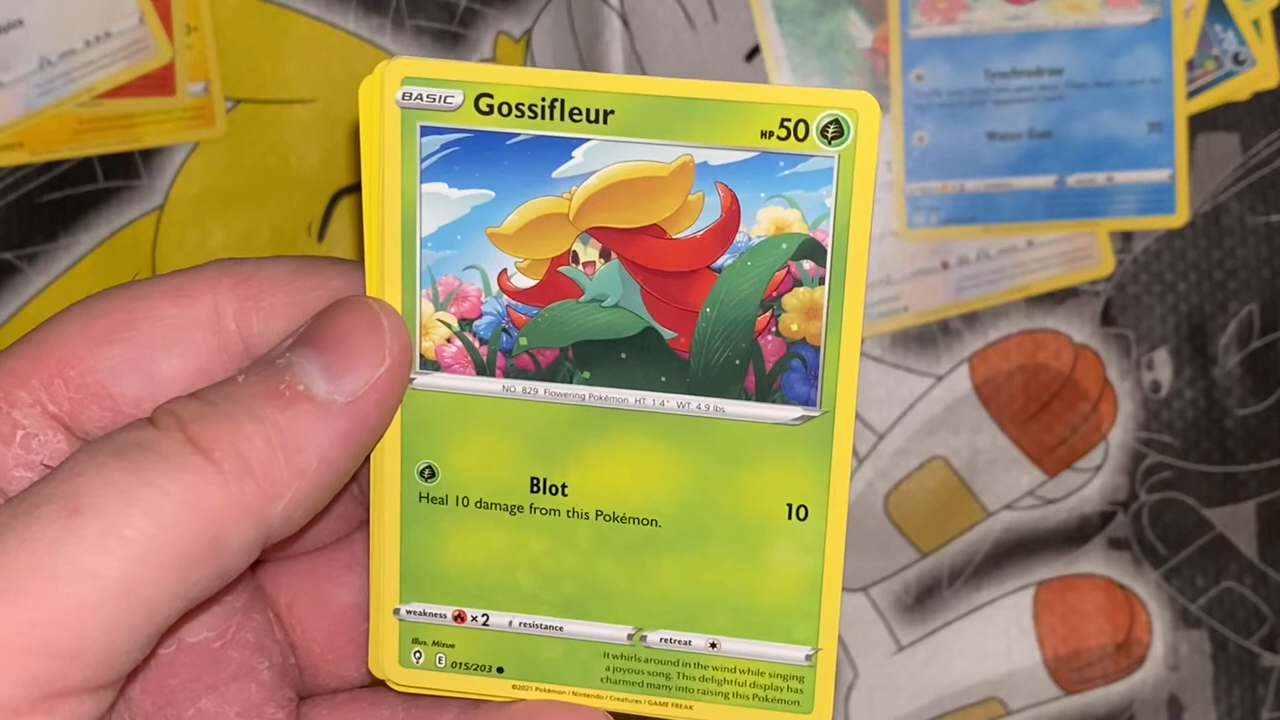 BASIC Gossifleur HP 50
NO. 829 Flowering Pokémon HT: 1'4" WT: 4.9 lbs.
Blot 10
Heal 10 damage from this Pokémon.
weakness ×2 resistance retreat
Illus. Mizue
E 015/203
It whirls around in the wind while singing
a joyous song. This delightful display has
charmed many into raising this Pokémon.
©2021 Pokémon / Nintendo / Creatures / GAME FREAK
Synchrodraw
Water Gun